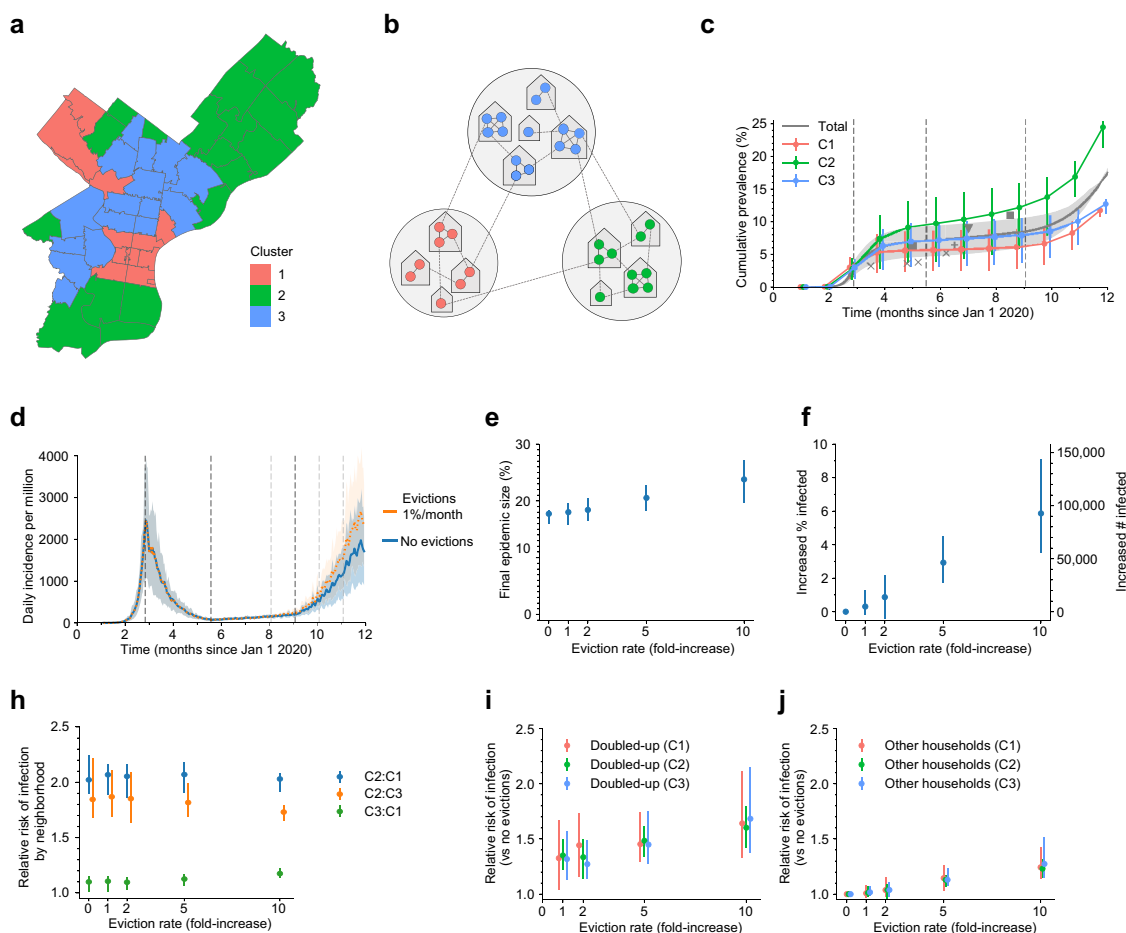 a
b
c
Cluster
1
2
3
Cumulative prevalence (%)
25
20
15
10
5
0
Total
C1
C2
C3
0
2
4
6
8
10
12
Time (months since Jan 1 2020)
d
e
f
Daily incidence per million
4000
3000
2000
1000
0
2
4
6
8
10
12
Time (months since Jan 1 2020)
Evictions
1%/month
No evictions
Final epidemic size (%)
30
20
10
0
0
1
2
5
10
Eviction rate (fold-increase)
Increased % infected
10
8
6
4
2
0
150,000
100,000
50,000
0
Increased # infected
0
1
2
5
10
Eviction rate (fold-increase)
h
i
j
Relative risk of infection
by neighborhood
2.5
2.0
1.5
1.0
0
1
2
5
10
Eviction rate (fold-increase)
C2:C1
C2:C3
C3:C1
Relative risk of infection
(vs no evictions)
2.5
2.0
1.5
1.0
Doubled-up (C1)
Doubled-up (C2)
Doubled-up (C3)
0
1
2
5
10
Eviction rate (fold-increase)
Relative risk of infection
(vs no evictions)
2.5
2.0
1.5
1.0
Other households (C1)
Other households (C2)
Other households (C3)
0
1
2
5
10
Eviction rate (fold-increase)